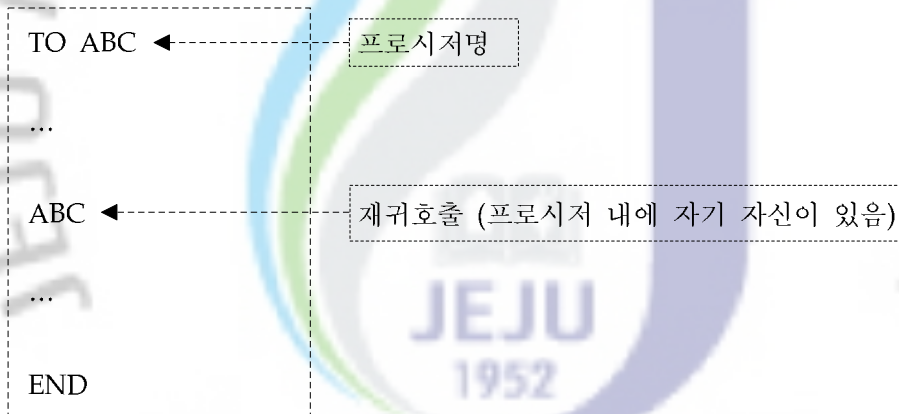 TO ABC
프로시저명
...
ABC
재귀호출 (프로시저 내에 자기 자신이 있음)
...
END
JEJU
1952